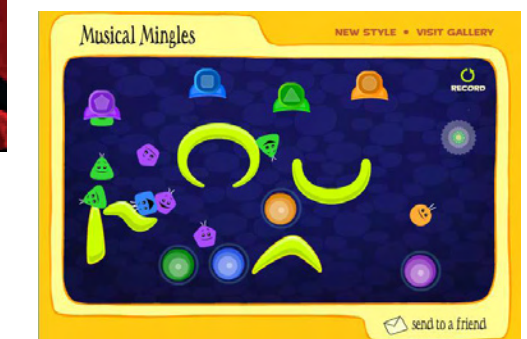 Musical Mingles
NEW STYLE • VISIT GALLERY
RECORD
send to a friend